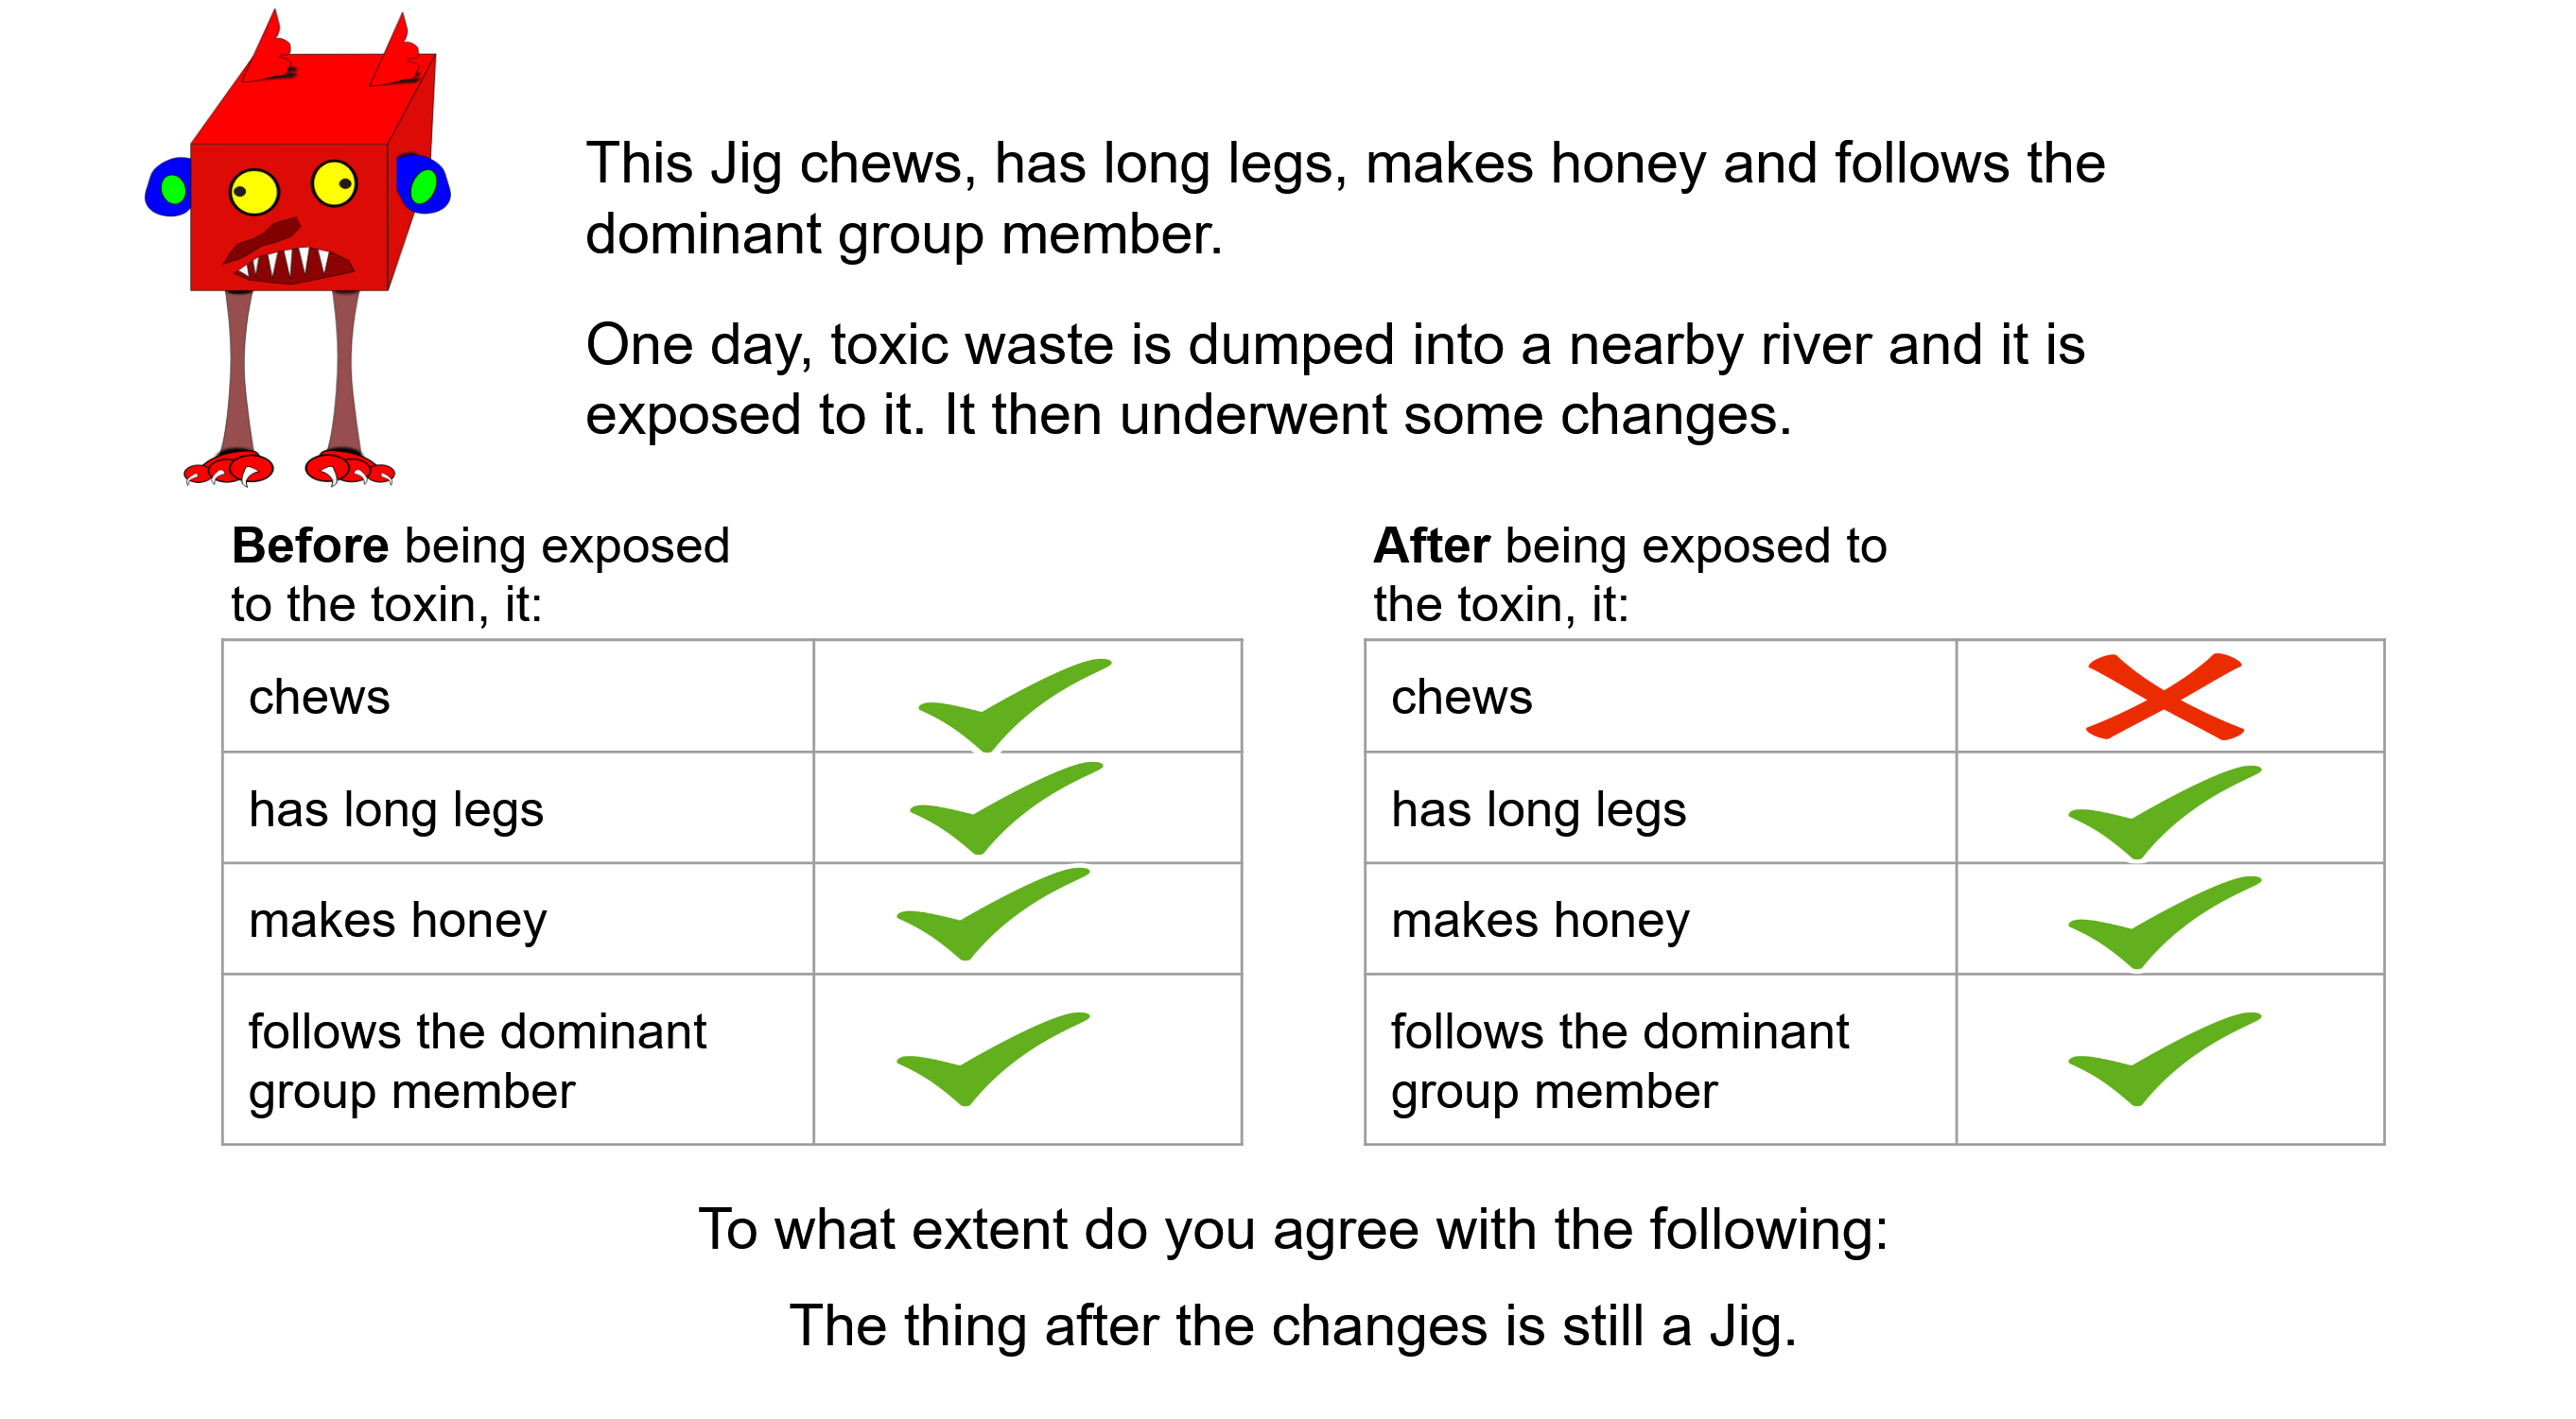 This Jig chews, has long legs, makes honey and follows the
dominant group member.
One day, toxic waste is dumped into a nearby river and it is
exposed to it. It then underwent some changes.
Before being exposed
to the toxin, it:
chews
has long legs
makes honey
follows the dominant
group member
After being exposed to
the toxin, it:
chews
has long legs
makes honey
follows the dominant
group member
To what extent do you agree with the following:
The thing after the changes is still a Jig.